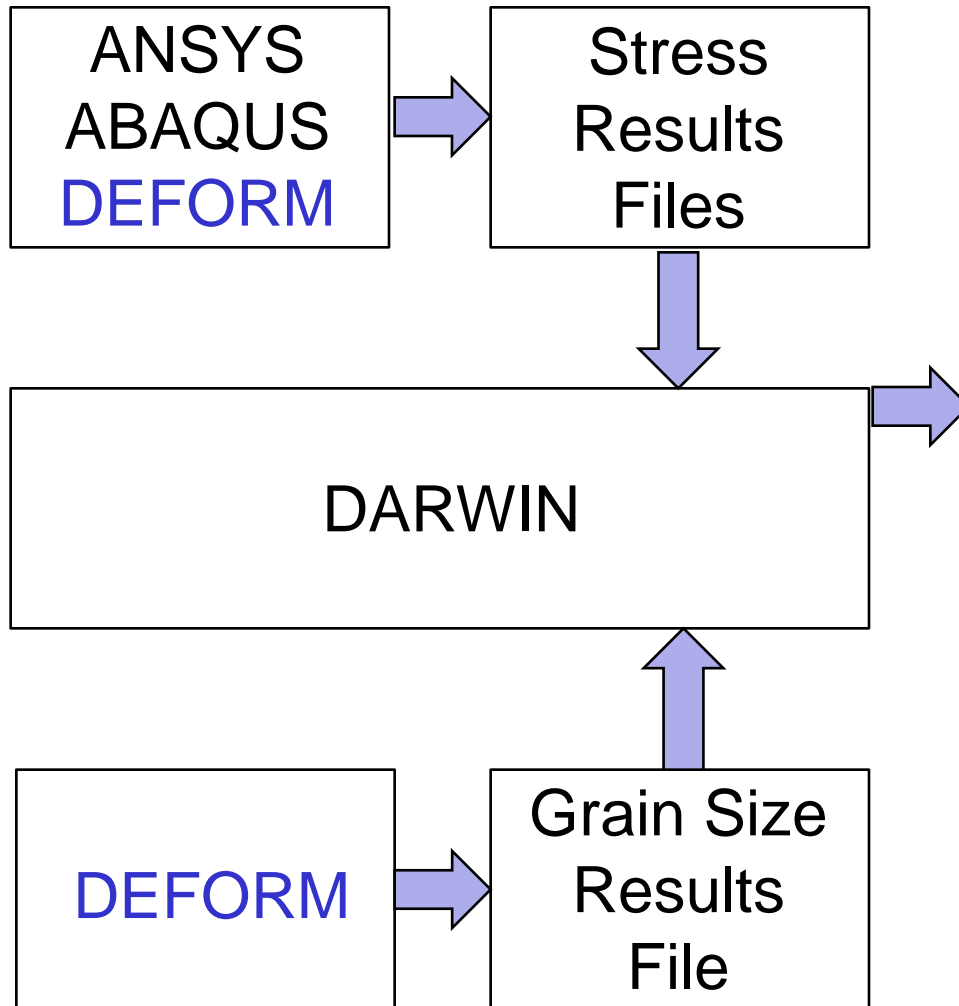 ANSYS
ABAQUS
DEFORM
Stress
Results
Files
DARWIN
DEFORM
Grain Size
Results
File